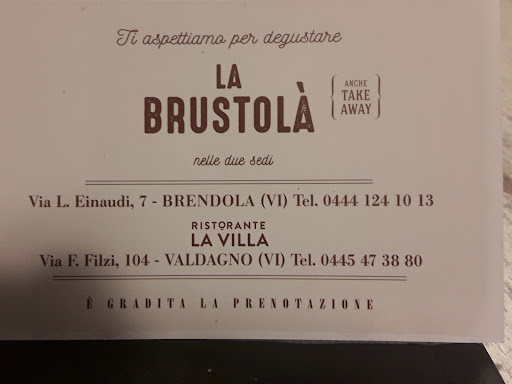 Ti aspettiamo per degustare
LA
BRUSTOLÀ
ANCHE
TAKE
AWAY
nelle due sedi
Via L. Einaudi, 7 - BRENDOLA (VI) Tel. 0444 124 10 13
RISTORANTE
LA VILLA
Via F. Filzi, 104 - VALDAGNO (VI) Tel. 0445 47 38 80
È GRADITA LA PRENOTAZIONE